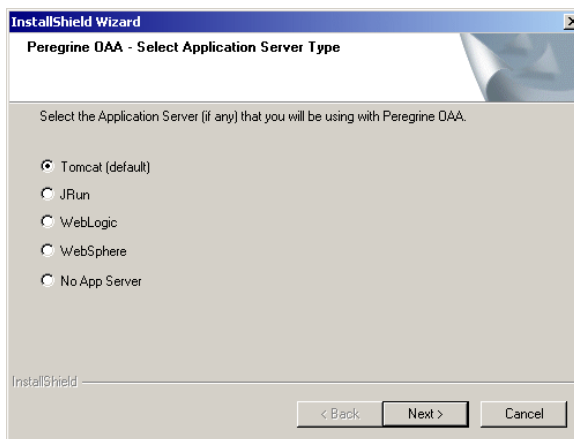 InstallShield Wizard
Peregrine OAA - Select Application Server Type
Select the Application Server (if any) that you will be using with Peregrine OAA.
Tomcat (default)
JRun
WebLogic
WebSphere
No App Server
InstallShield
< Back Next > Cancel